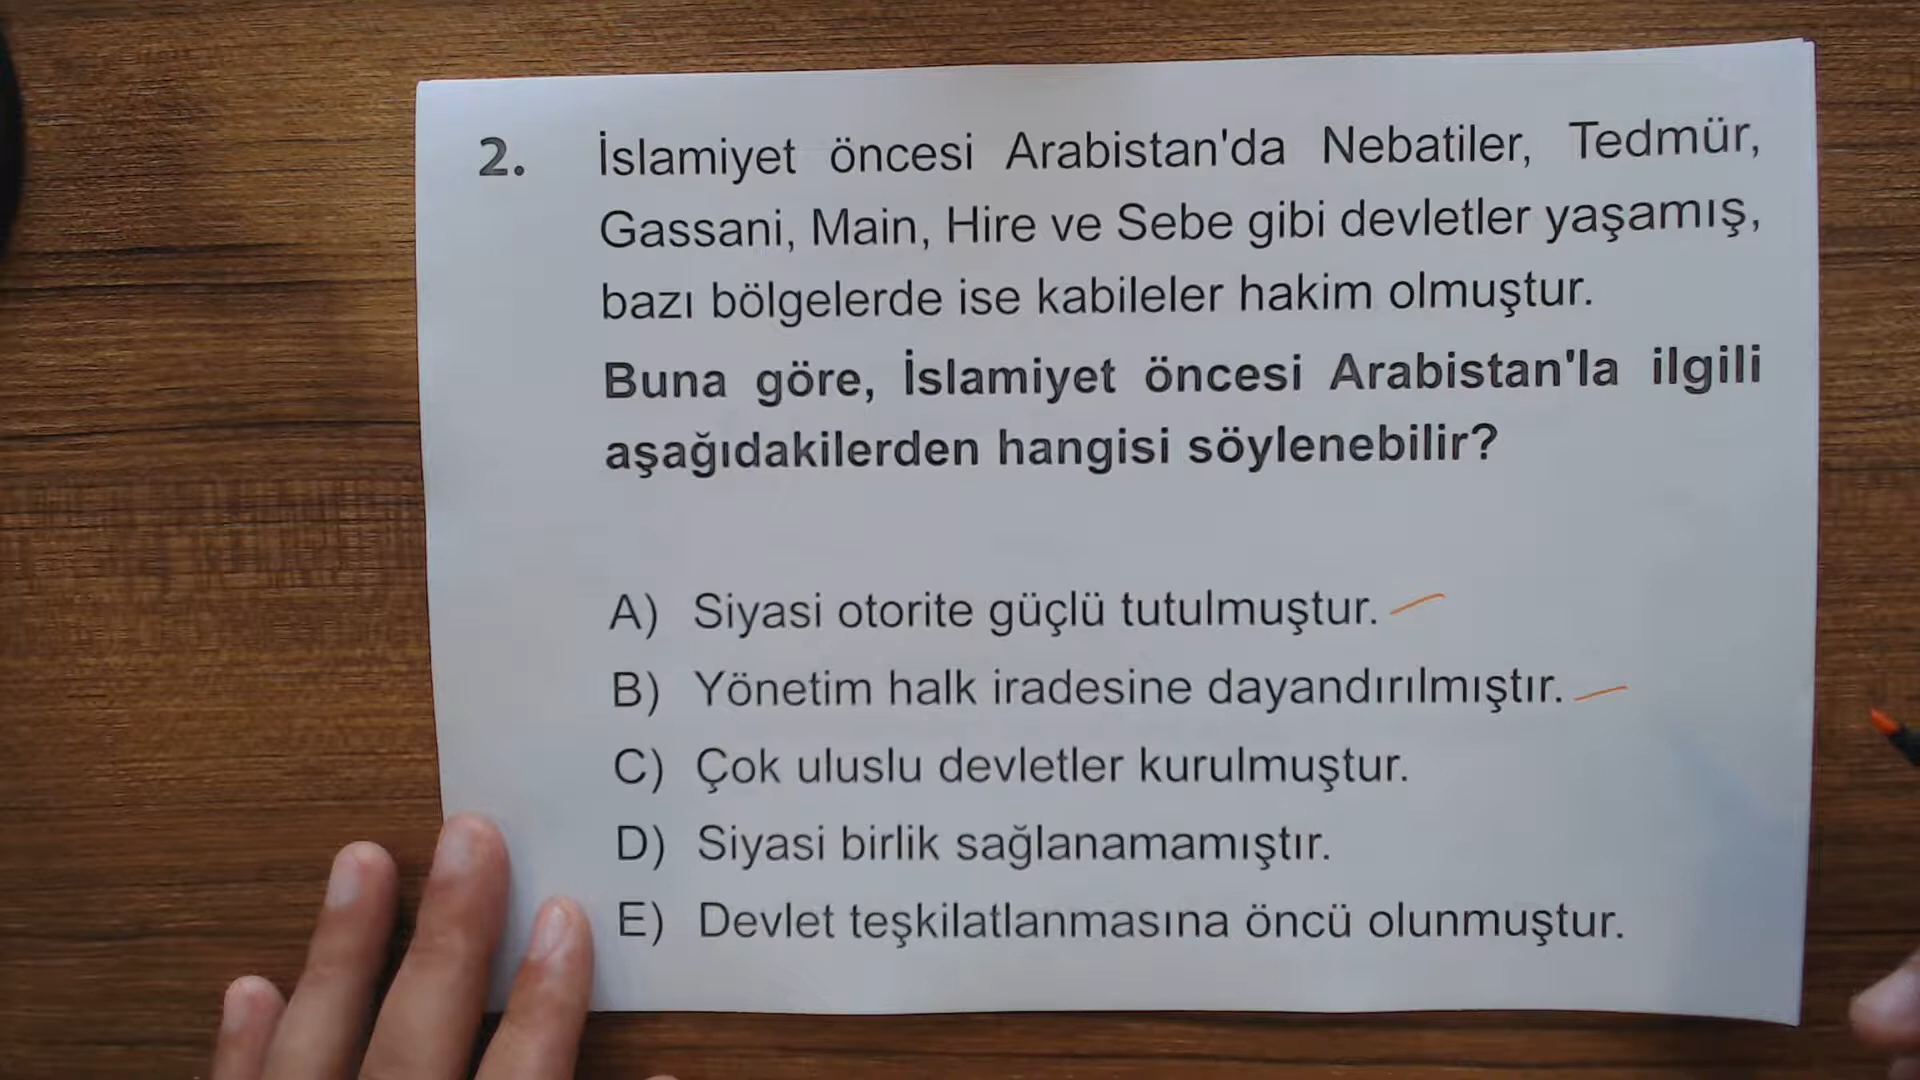 2. İslamiyet öncesi Arabistan'da Nebatiler, Tedmür,
Gassani, Main, Hire ve Sebe gibi devletler yaşamış,
bazı bölgelerde ise kabileler hakim olmuştur.
Buna göre, İslamiyet öncesi Arabistan'la ilgili
aşağıdakilerden hangisi söylenebilir?
A) Siyasi otorite güçlü tutulmuştur.
B) Yönetim halk iradesine dayandırılmıştır.
C) Çok uluslu devletler kurulmuştur.
D) Siyasi birlik sağlanamamıştır.
E) Devlet teşkilatlanmasına öncü olunmuştur.